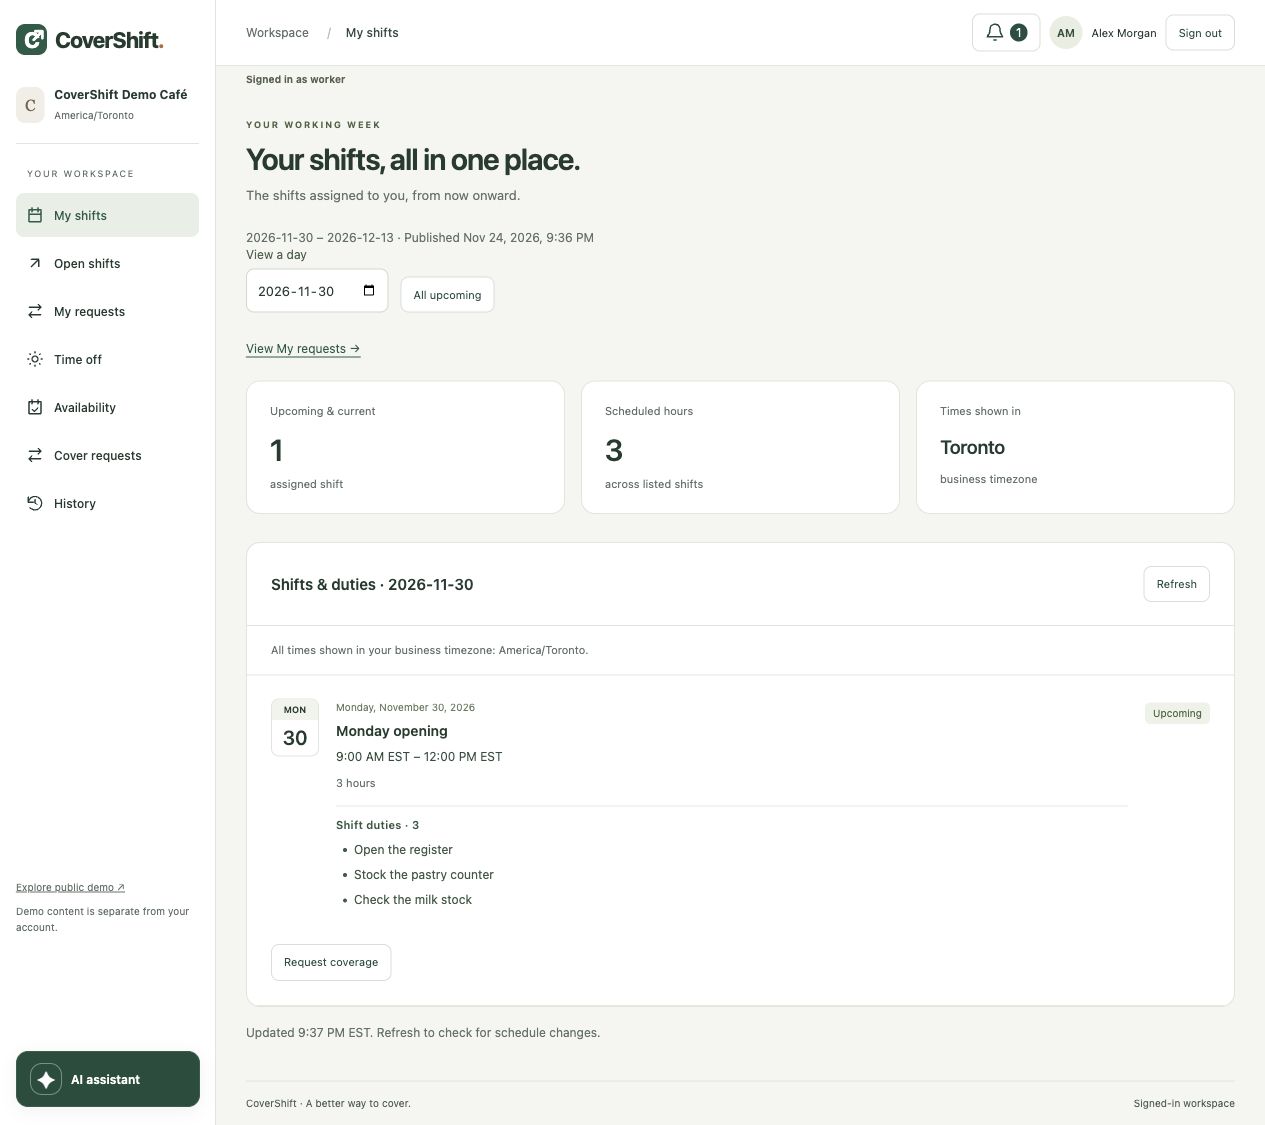 CoverShift.
C
CoverShift Demo Café
America/Toronto
YOUR WORKSPACE
My shifts
Open shifts
My requests
Time off
Availability
Cover requests
History
Explore public demo ↗
Demo content is separate from your
account.
AI assistant
Workspace / My shifts
1
AM
Alex Morgan
Sign out
Signed in as worker
YOUR WORKING WEEK
Your shifts, all in one place.
The shifts assigned to you, from now onward.
2026-11-30 – 2026-12-13 · Published Nov 24, 2026, 9:36 PM
View a day
2026-11-30
All upcoming
View My requests →
Upcoming & current
1
assigned shift
Scheduled hours
3
across listed shifts
Times shown in
Toronto
business timezone
Shifts & duties · 2026-11-30
Refresh
All times shown in your business timezone: America/Toronto.
MON
30
Monday, November 30, 2026
Monday opening
9:00 AM EST – 12:00 PM EST
3 hours
Upcoming
Shift duties · 3
• Open the register
• Stock the pastry counter
• Check the milk stock
Request coverage
Updated 9:37 PM EST. Refresh to check for schedule changes.
CoverShift · A better way to cover.
Signed-in workspace